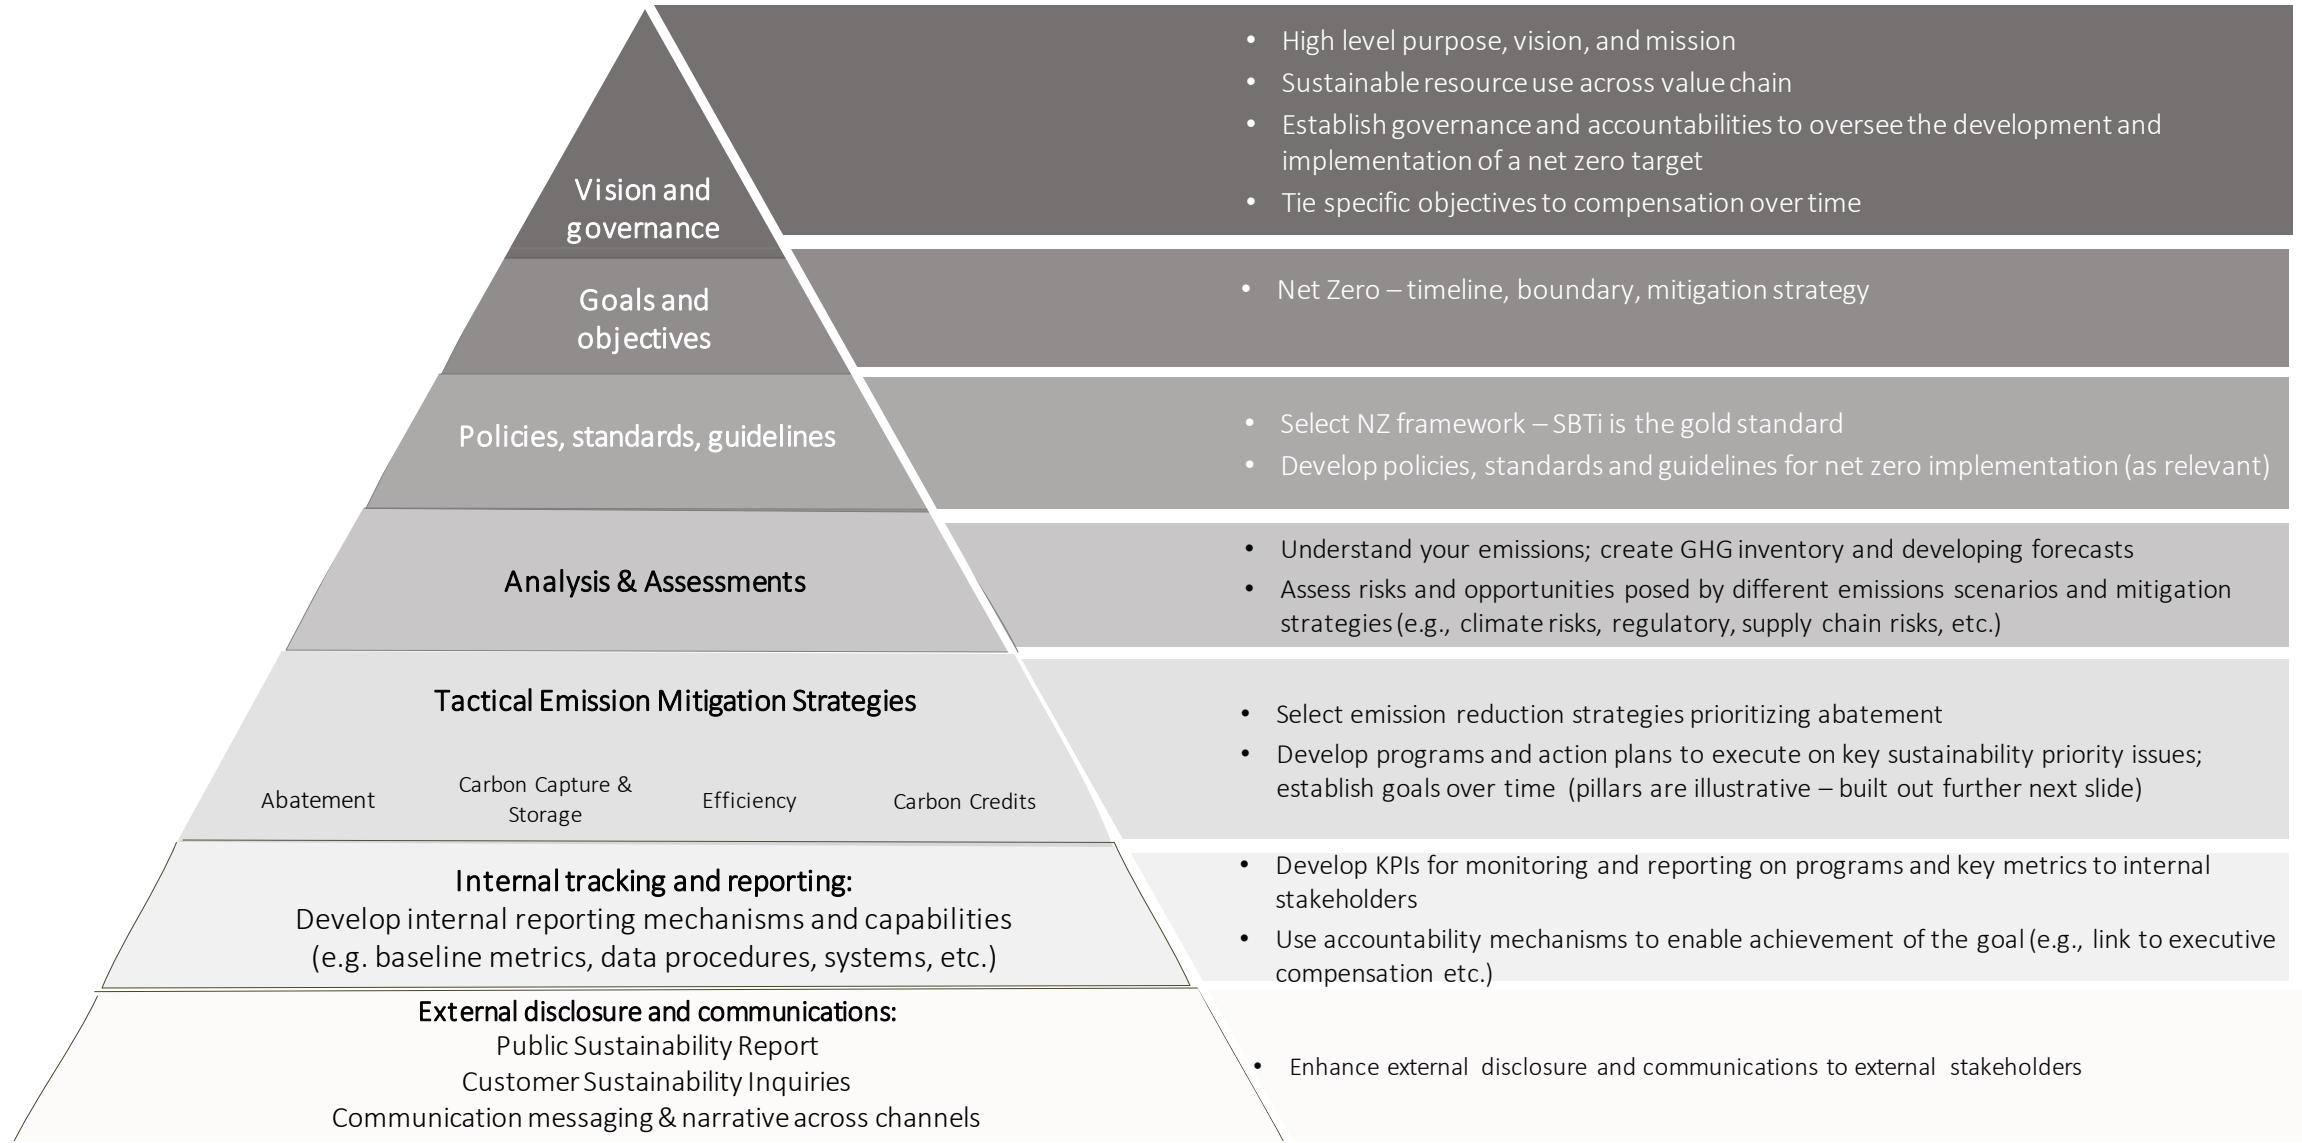 Vision and
governance
• High level purpose, vision, and mission
• Sustainable resource use across value chain
• Establish governance and accountabilities to oversee the development and
implementation of a net zero target
• Tie specific objectives to compensation over time
Goals and
objectives
• Net Zero – timeline, boundary, mitigation strategy
Policies, standards, guidelines
• Select NZ framework – SBTi is the gold standard
• Develop policies, standards and guidelines for net zero implementation (as relevant)
Analysis & Assessments
• Understand your emissions; create GHG inventory and developing forecasts
• Assess risks and opportunities posed by different emissions scenarios and mitigation
strategies (e.g., climate risks, regulatory, supply chain risks, etc.)
Tactical Emission Mitigation Strategies
Abatement
Carbon Capture &
Storage
Efficiency
Carbon Credits
• Select emission reduction strategies prioritizing abatement
• Develop programs and action plans to execute on key sustainability priority issues;
establish goals over time (pillars are illustrative – built out further next slide)
Internal tracking and reporting:
Develop internal reporting mechanisms and capabilities
(e.g. baseline metrics, data procedures, systems, etc.)
• Develop KPIs for monitoring and reporting on programs and key metrics to internal
stakeholders
• Use accountability mechanisms to enable achievement of the goal (e.g., link to executive
compensation etc.)
External disclosure and communications:
Public Sustainability Report
Customer Sustainability Inquiries
Communication messaging & narrative across channels
• Enhance external disclosure and communications to external stakeholders